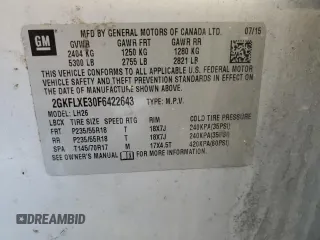 GM
MFD BY GENERAL MOTORS OF CANADA LTD. 07/15
GVWR GAWR FRT GAWR RR
2404 KG 1250 KG 1280 KG
5300 LB 2755 LB 2821 LB
THIS VEHICLE CONFORMS TO ALL APPLICABLE U.S. FEDERAL MOTOR
VEHICLE SAFETY AND THEFT PREVENTION STANDARDS IN EFFECT
ON THE DATE OF MANUFACTURE SHOWN ABOVE.
2GKFLXE30F6422643 TYPE: M.P.V.
MODEL: LH26
LBCX TIRE SIZE SPEED RTG RIM COLD TIRE PRESSURE
FRT P235/55R18 T 18X7J 240KPA(35PSI)
RR P235/55R18 T 18X7J 240KPA(35PSI)
SPA T145/70R17 M 17X4.5T 420KPA(60PSI)
SEE OWNER'S MANUAL FOR MORE INFORMATION.
DREAMBID